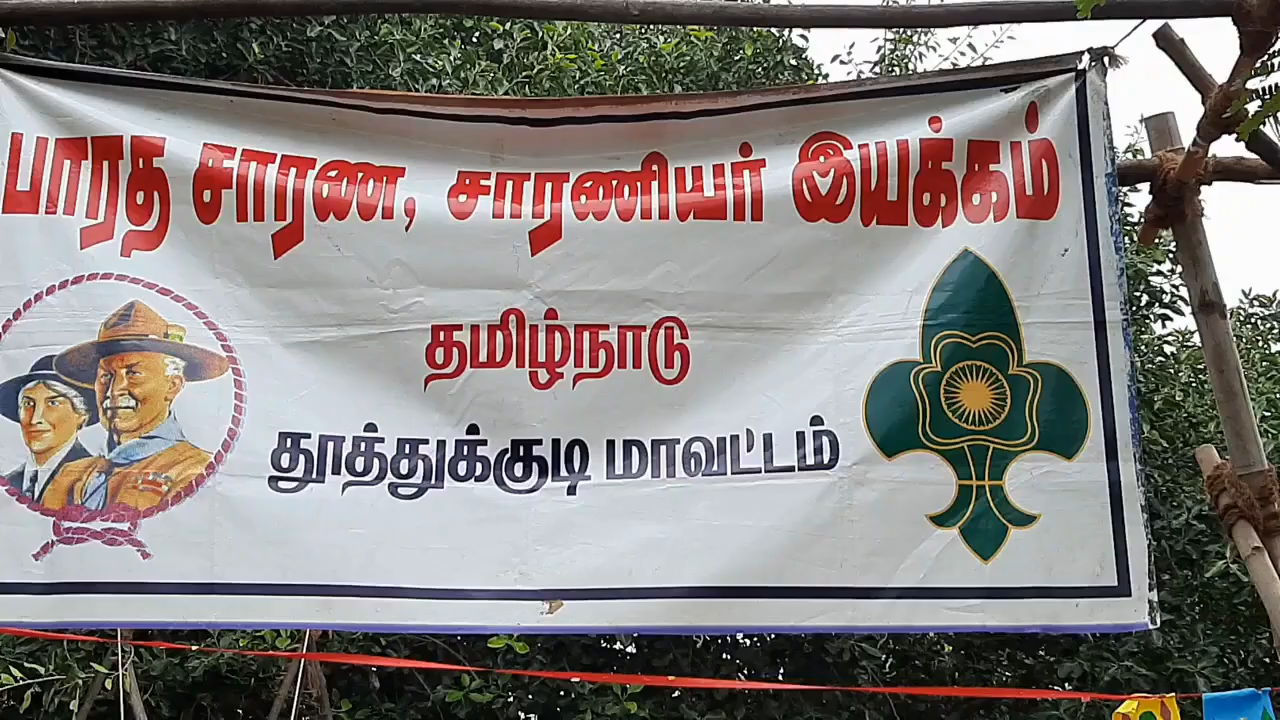 பாரத சாரண, சாரணியர் இயக்கம்
தமிழ்நாடு
தூத்துக்குடி மாவட்டம்